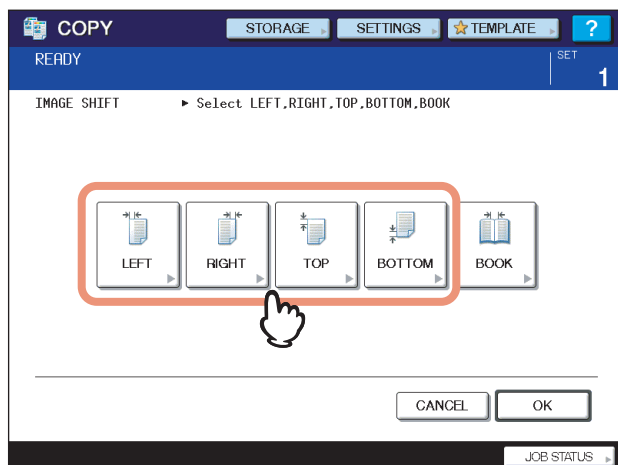 COPY
STORAGE
SETTINGS
TEMPLATE
?
READY
SET
1
IMAGE SHIFT
Select LEFT,RIGHT,TOP,BOTTOM,BOOK
LEFT
RIGHT
TOP
BOTTOM
BOOK
CANCEL
OK
JOB STATUS